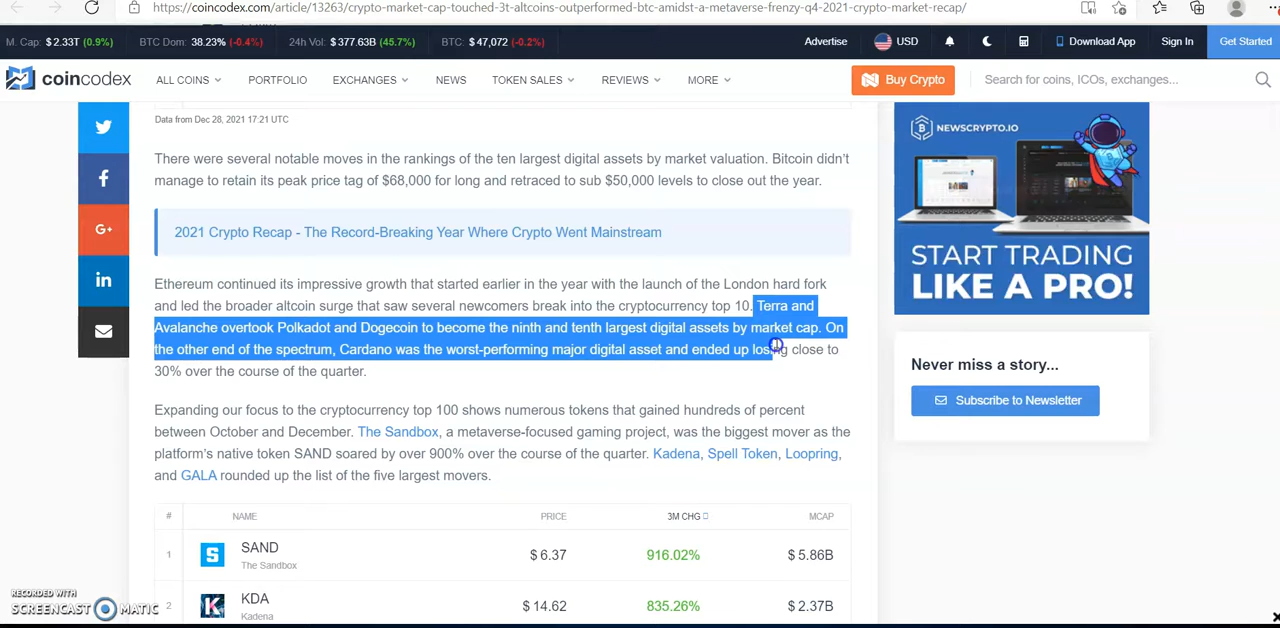 https://coincodex.com/article/13263/crypto-market-cap-touched-3t-altcoins-outperformed-btc-amidst-a-metaverse-frenzy-q4-2021-crypto-market-recap/
M. Cap: $2.33T (0.9%) BTC Dom: 38.23% (-0.4%) 24h Vol: $377.63B (45.7%) BTC: $47,072 (-0.2%) Advertise USD Download App Sign In Get Started
coincodex ALL COINS PORTFOLIO EXCHANGES NEWS TOKEN SALES REVIEWS MORE Buy Crypto Search for coins, ICOs, exchanges...
Data from Dec 28, 2021 17:21 UTC
There were several notable moves in the rankings of the ten largest digital assets by market valuation. Bitcoin didn't
manage to retain its peak price tag of $68,000 for long and retraced to sub $50,000 levels to close out the year.
2021 Crypto Recap - The Record-Breaking Year Where Crypto Went Mainstream
Ethereum continued its impressive growth that started earlier in the year with the launch of the London hard fork
and led the broader altcoin surge that saw several newcomers break into the cryptocurrency top 10. Terra and
Avalanche overtook Polkadot and Dogecoin to become the ninth and tenth largest digital assets by market cap. On
the other end of the spectrum, Cardano was the worst-performing major digital asset and ended up losing close to
30% over the course of the quarter.
Expanding our focus to the cryptocurrency top 100 shows numerous tokens that gained hundreds of percent
between October and December. The Sandbox, a metaverse-focused gaming project, was the biggest mover as the
platform's native token SAND soared by over 900% over the course of the quarter. Kadena, Spell Token, Loopring,
and GALA rounded up the list of the five largest movers.
# NAME PRICE 3M CHG MCAP
1 SAND $ 6.37 916.02% $ 5.86B
The Sandbox
2 KDA $ 14.62 835.26% $ 2.37B
Kadena
NEWSCRYPTO.IO
START TRADING
LIKE A PRO!
Never miss a story...
Subscribe to Newsletter
RECORDED WITH
SCREENCAST MATIC